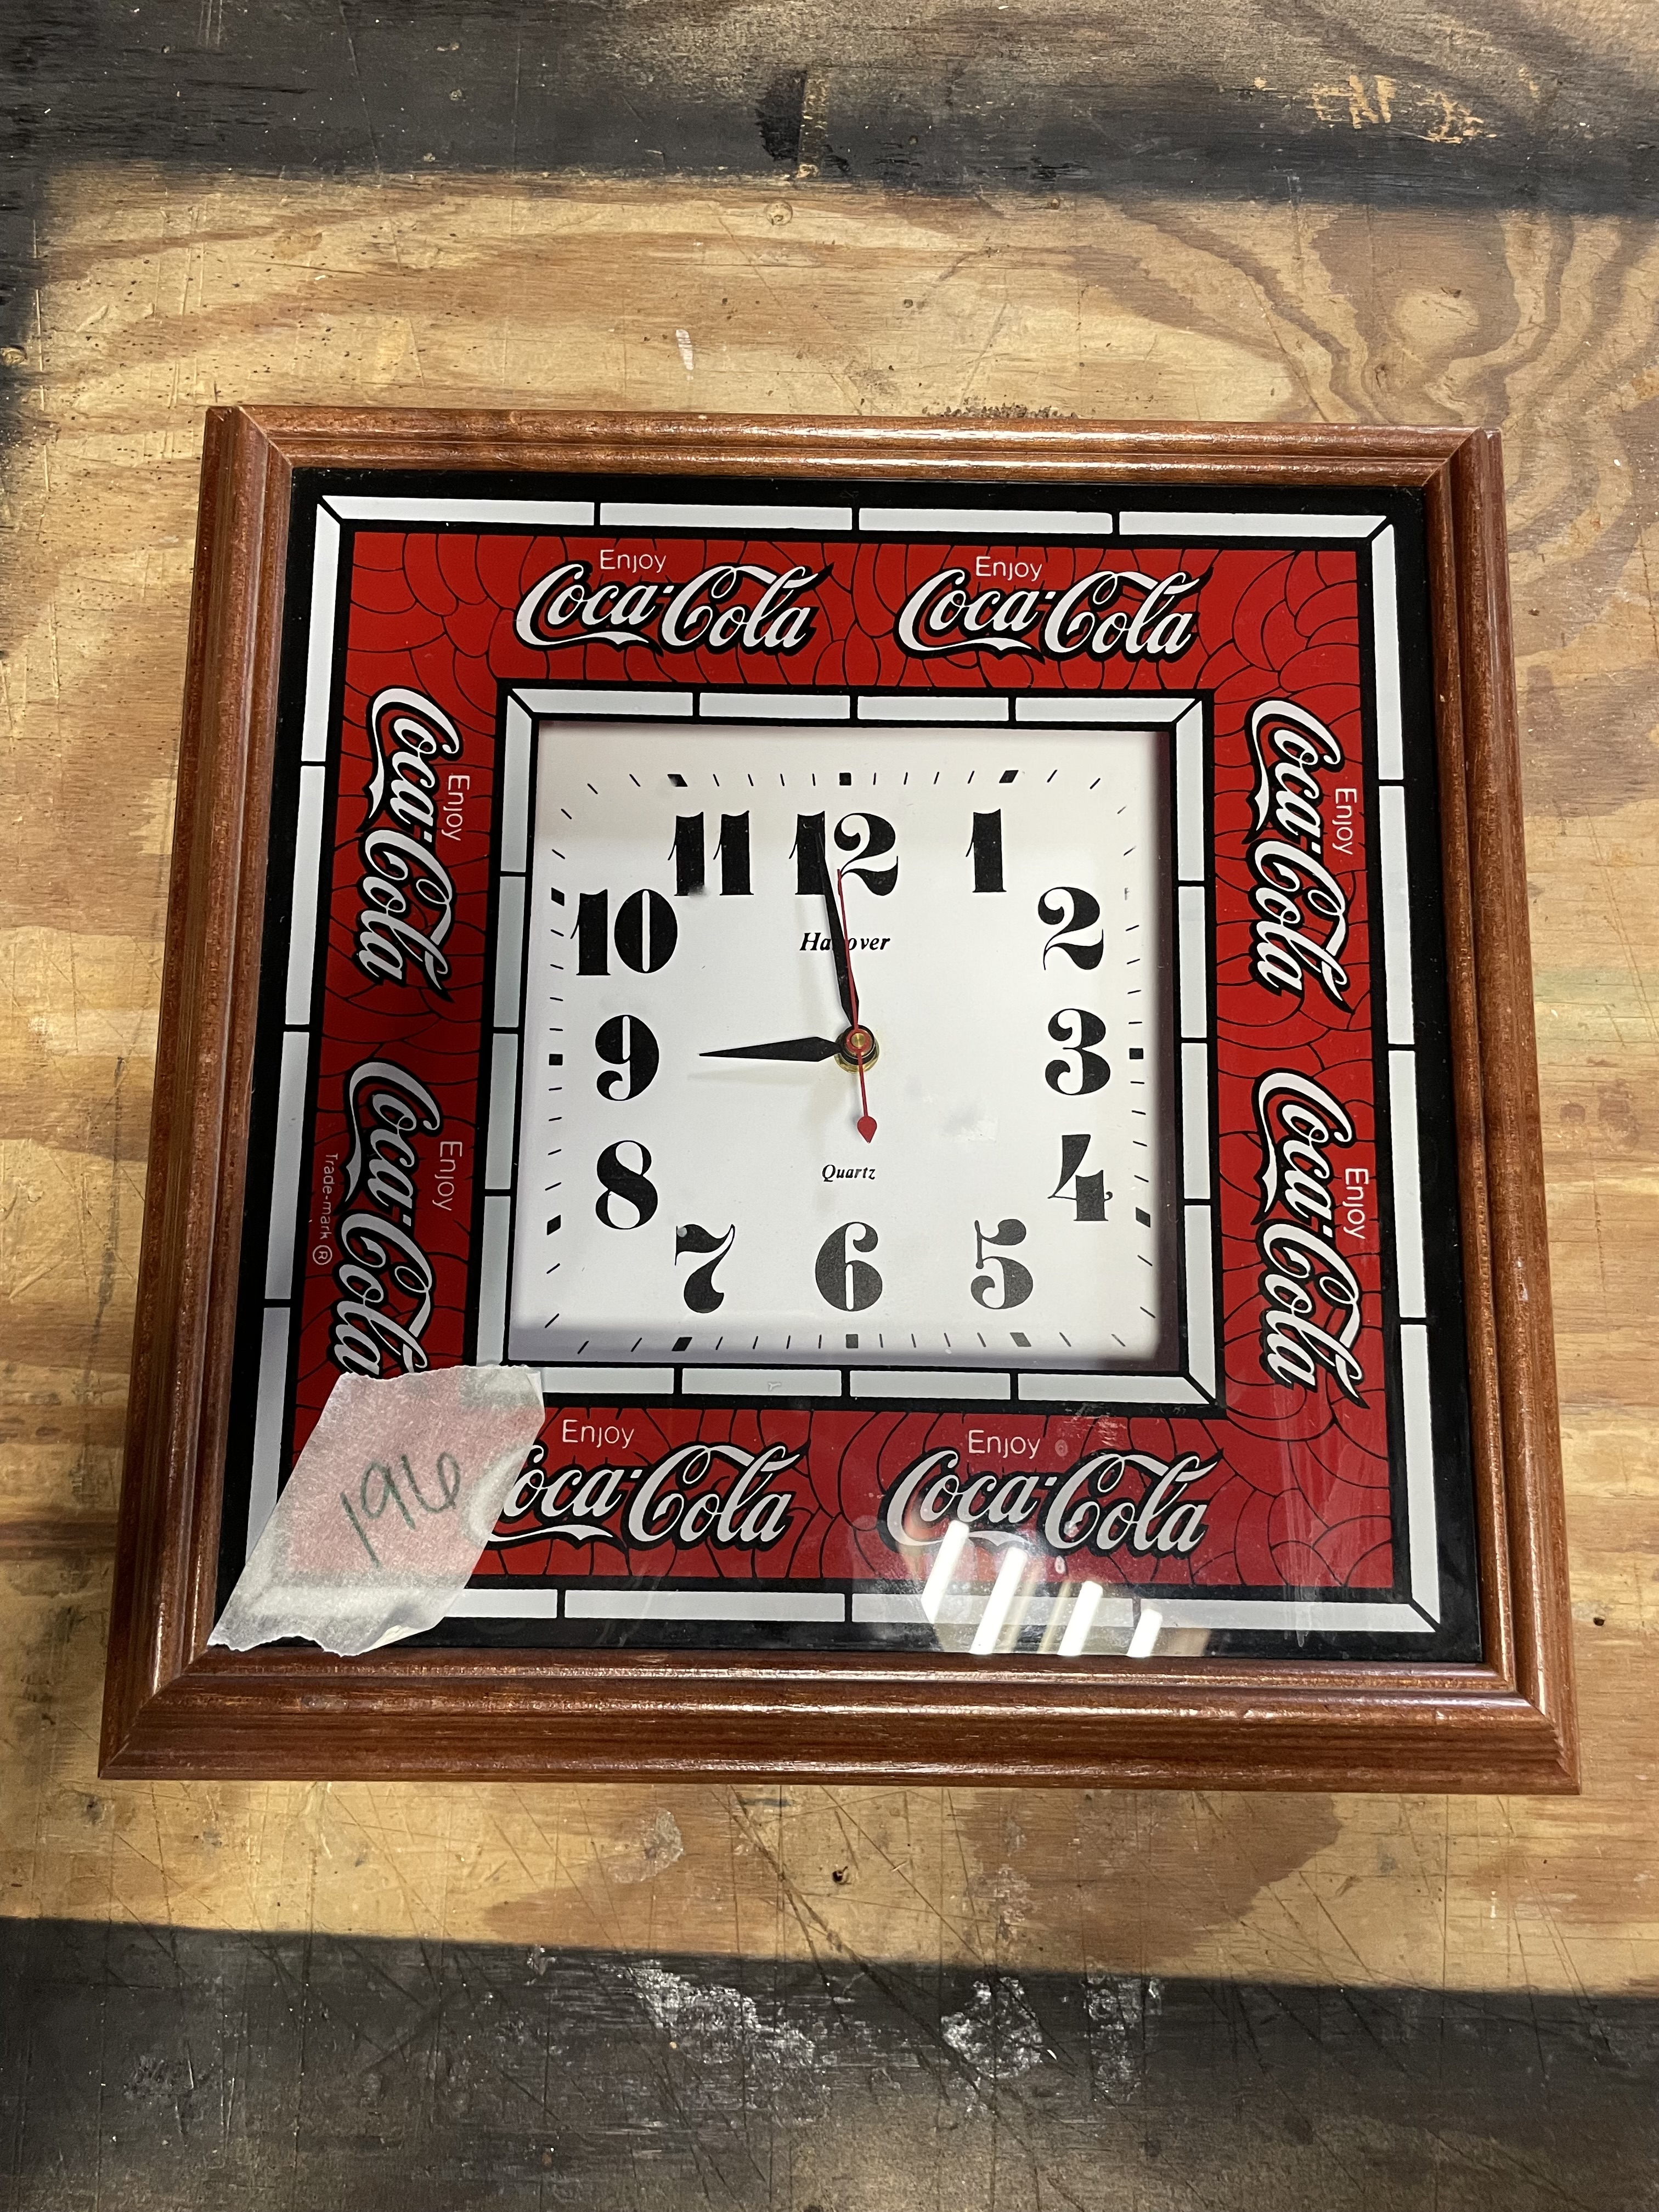 Enjoy
Coca-Cola
Enjoy
Coca-Cola
Enjoy
Coca-Cola
Enjoy
Coca-Cola
Trade-mark ®
11 12 1
10 2
Hanover
9 3
Quartz
8 4
7 6 5
Enjoy
Coca-Cola
Enjoy
Coca-Cola
196
Enjoy
Coca-Cola
Enjoy
Coca-Cola